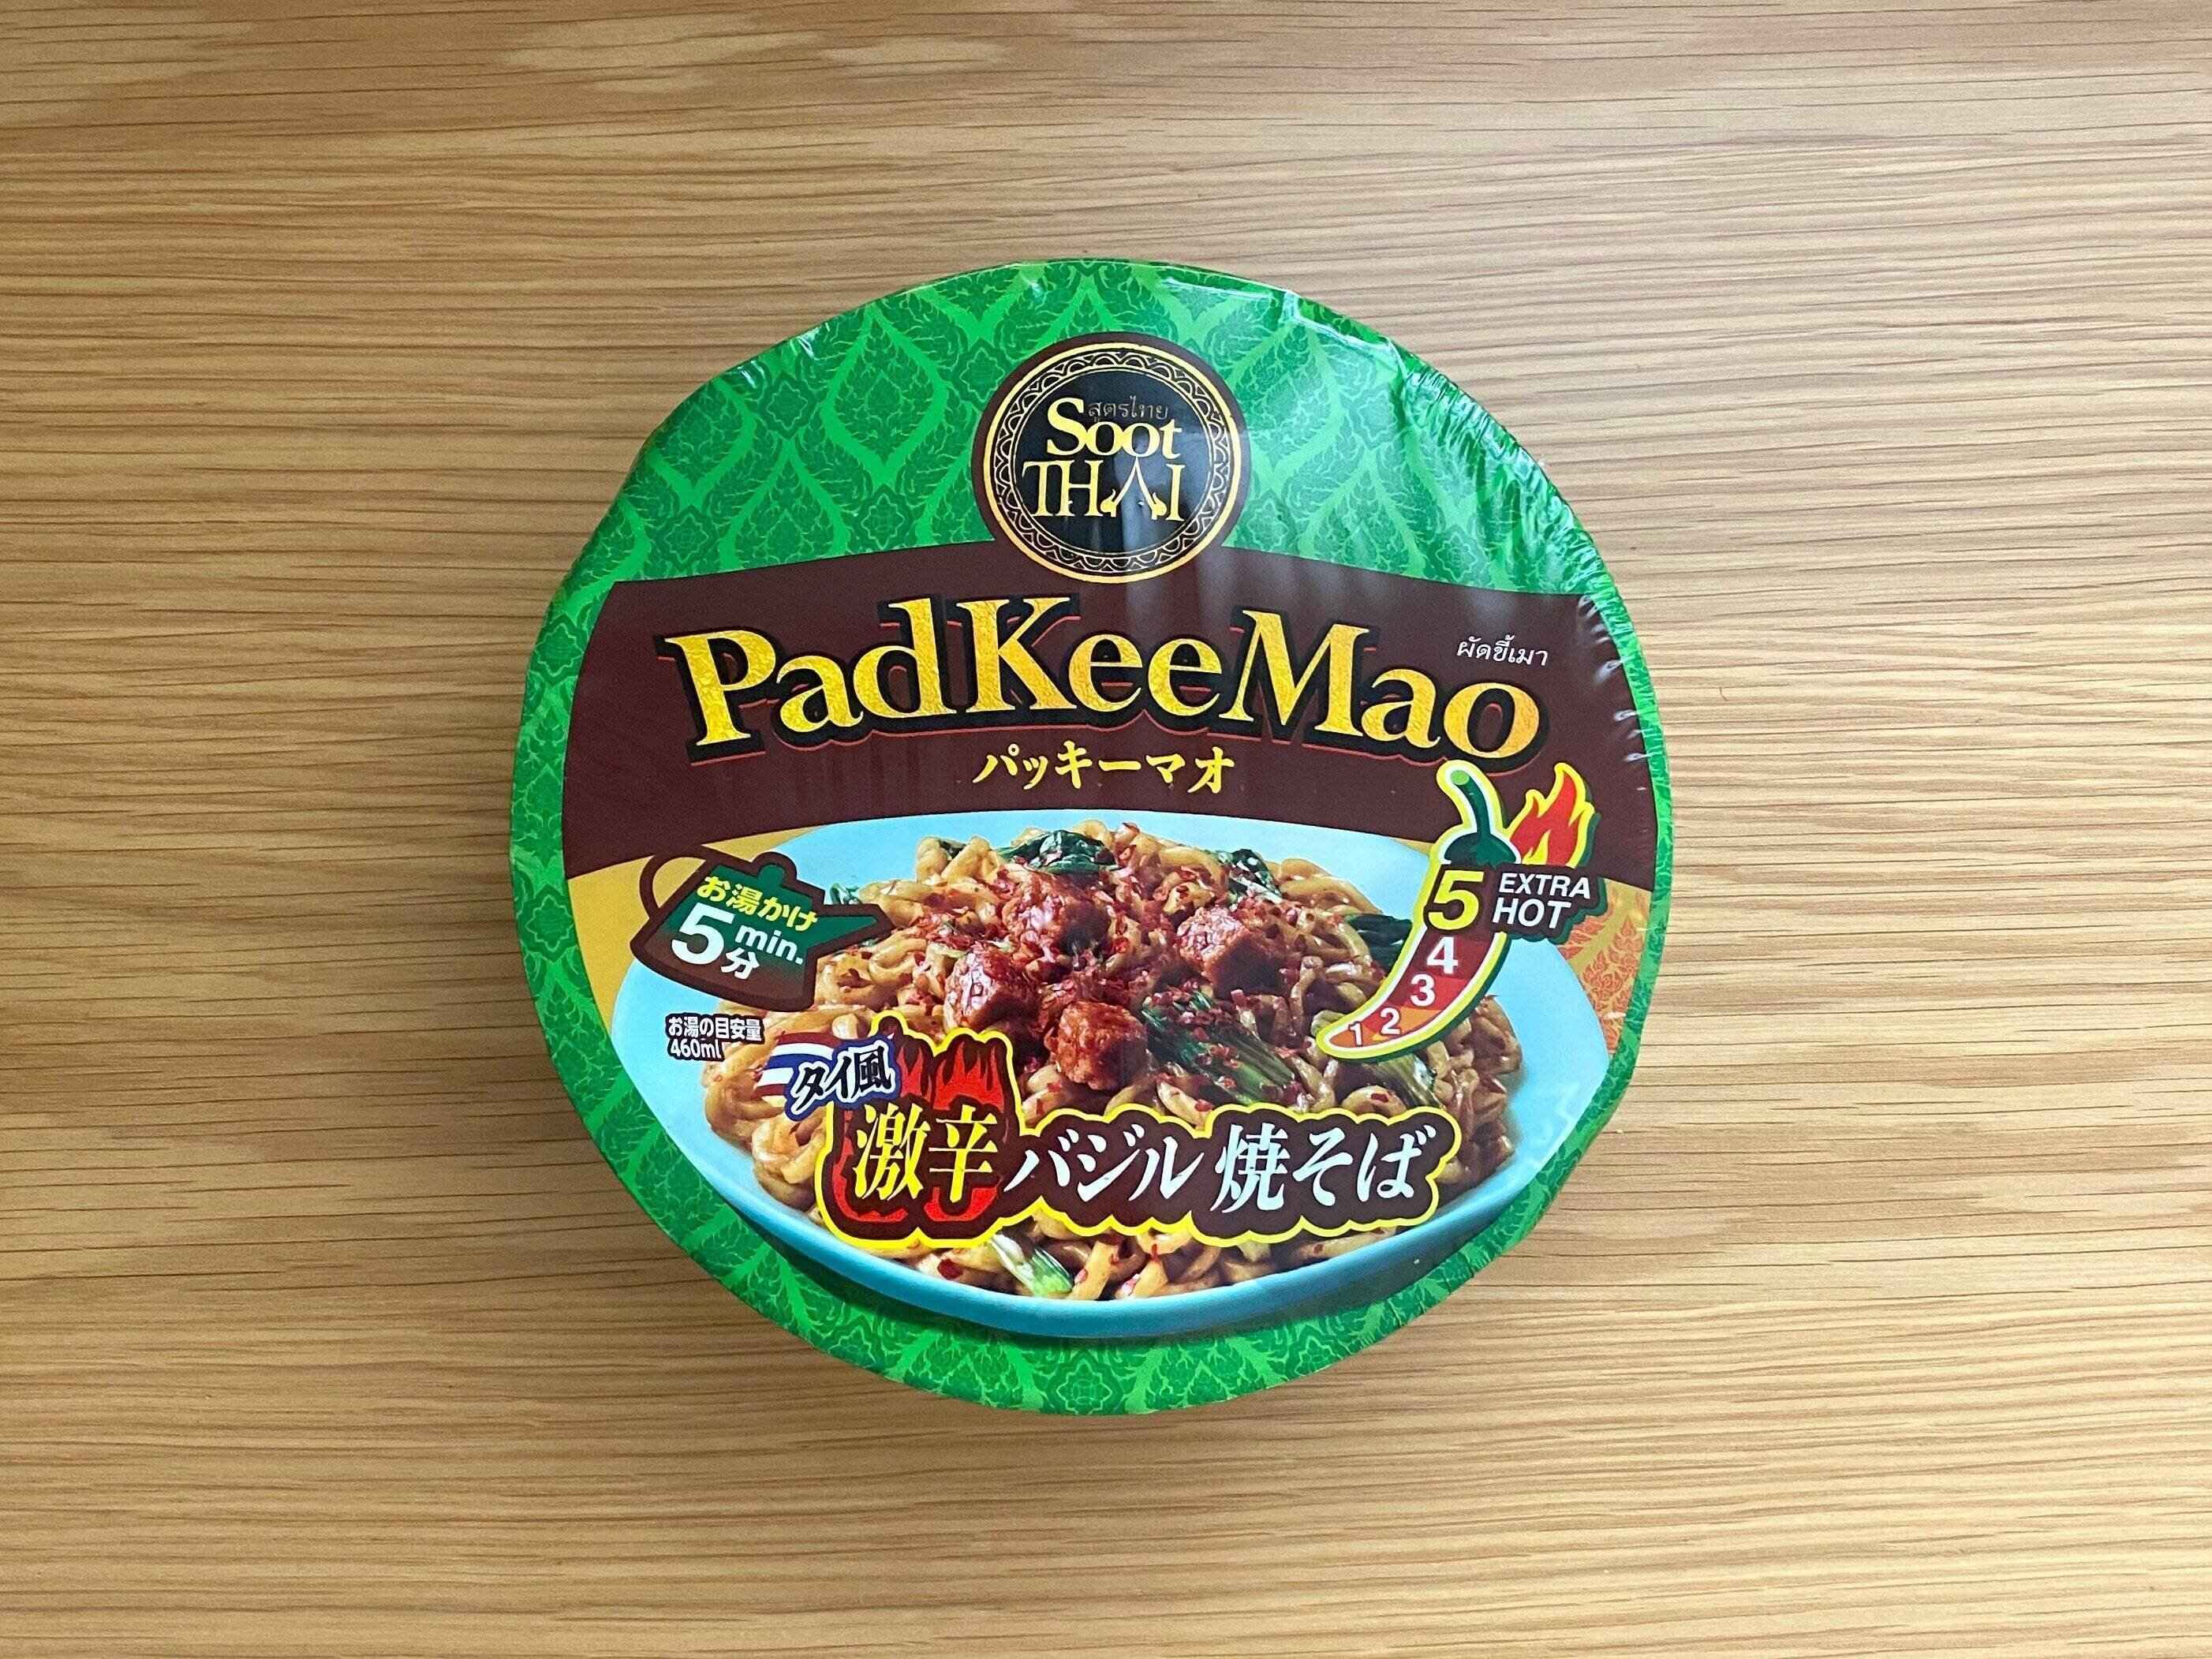 สูตรไทย
Soot
THAI
PadKeeMao
ผัดขี้เมา
パッキーマオ
お湯かけ
5 min.
分
お湯の目安量
460ml
5 EXTRA
HOT
4
3
2
1
タイ風
激辛バジル焼そば